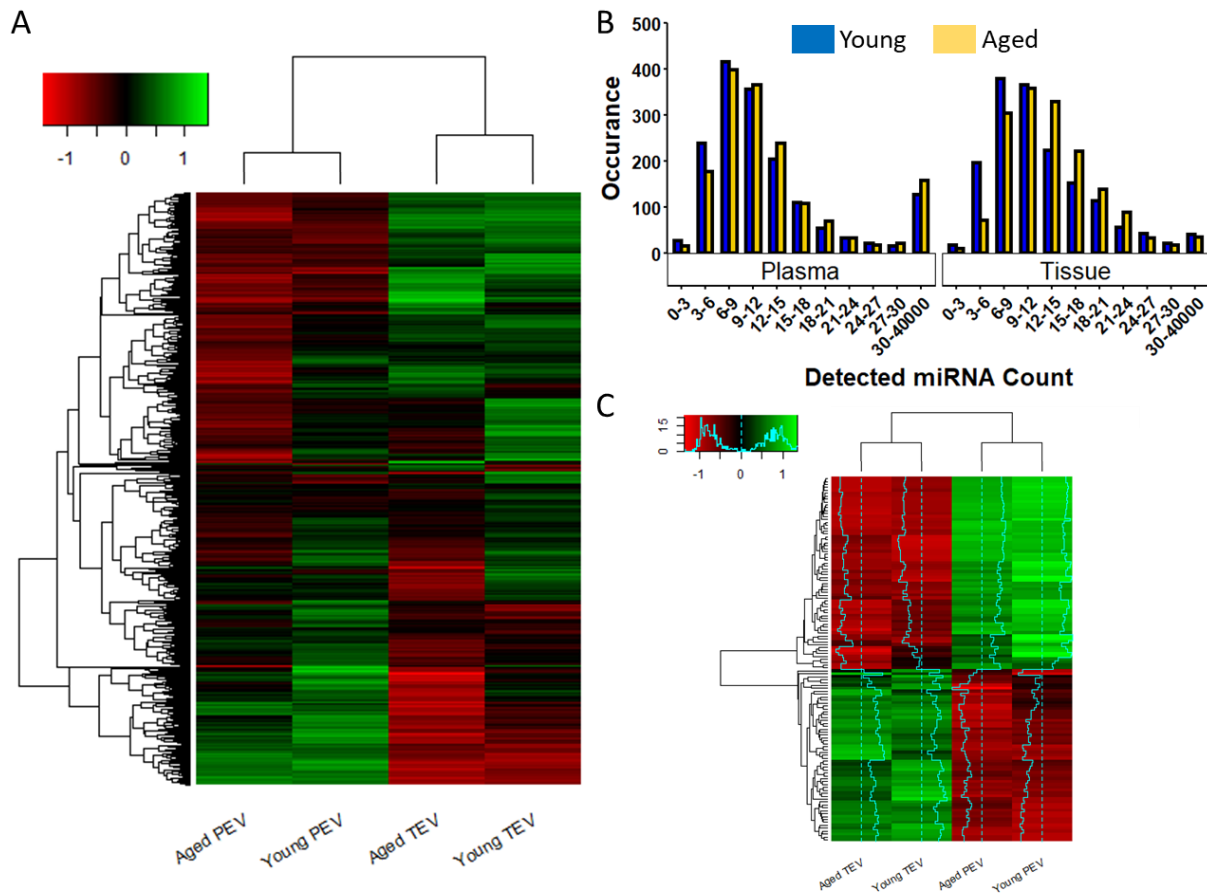 A
-1 0 1
Aged PEV Young PEV Aged TEV Young TEV
B
Young Aged
500
400
300
200
100
0
Occurance
Plasma Tissue
0-3 3-6 6-9 9-12 12-15 15-18 18-21 21-24 24-27 27-30 30-40000 0-3 3-6 6-9 9-12 12-15 15-18 18-21 21-24 24-27 27-30 30-40000
Detected miRNA Count
C
0 5 15
-1 0 1
Aged TEV Young TEV Aged PEV Young PEV